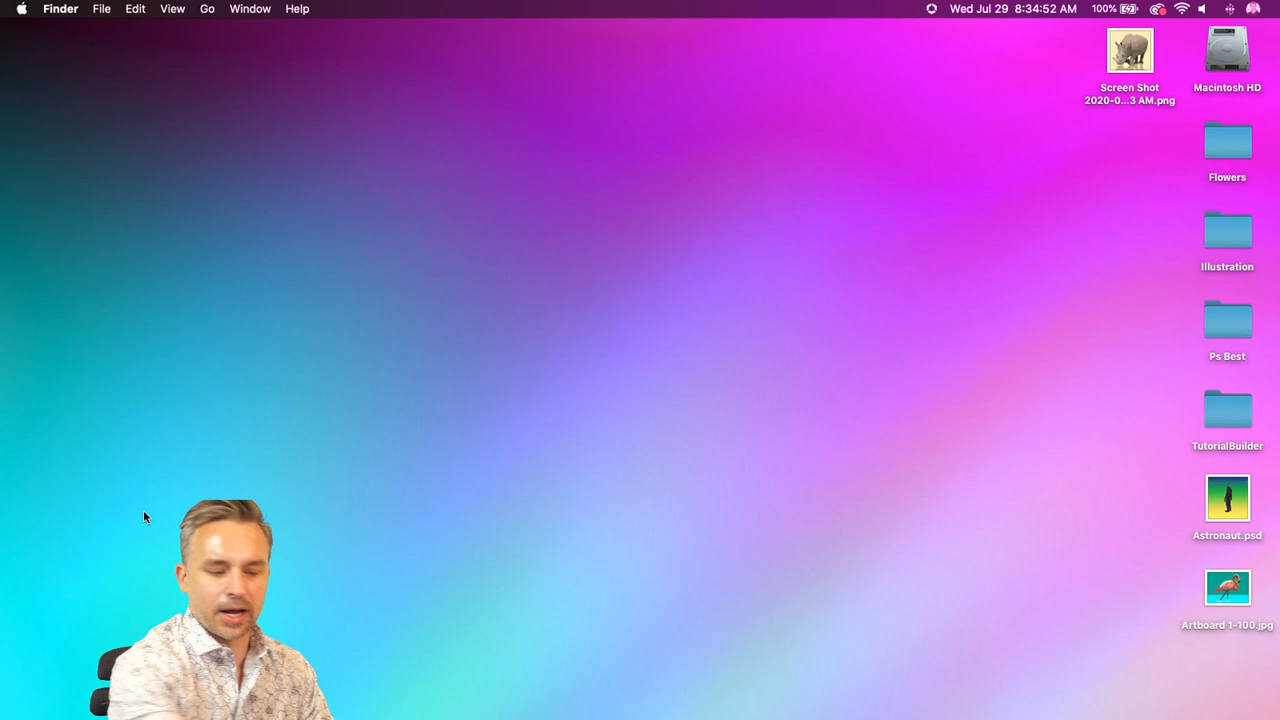 Finder File Edit View Go Window Help Wed Jul 29 8:34:52 AM 100%
Screen Shot
2020-0...3 AM.png
Macintosh HD
Flowers
Illustration
Ps Best
TutorialBuilder
Astronaut.psd
Artboard 1-100.jpg